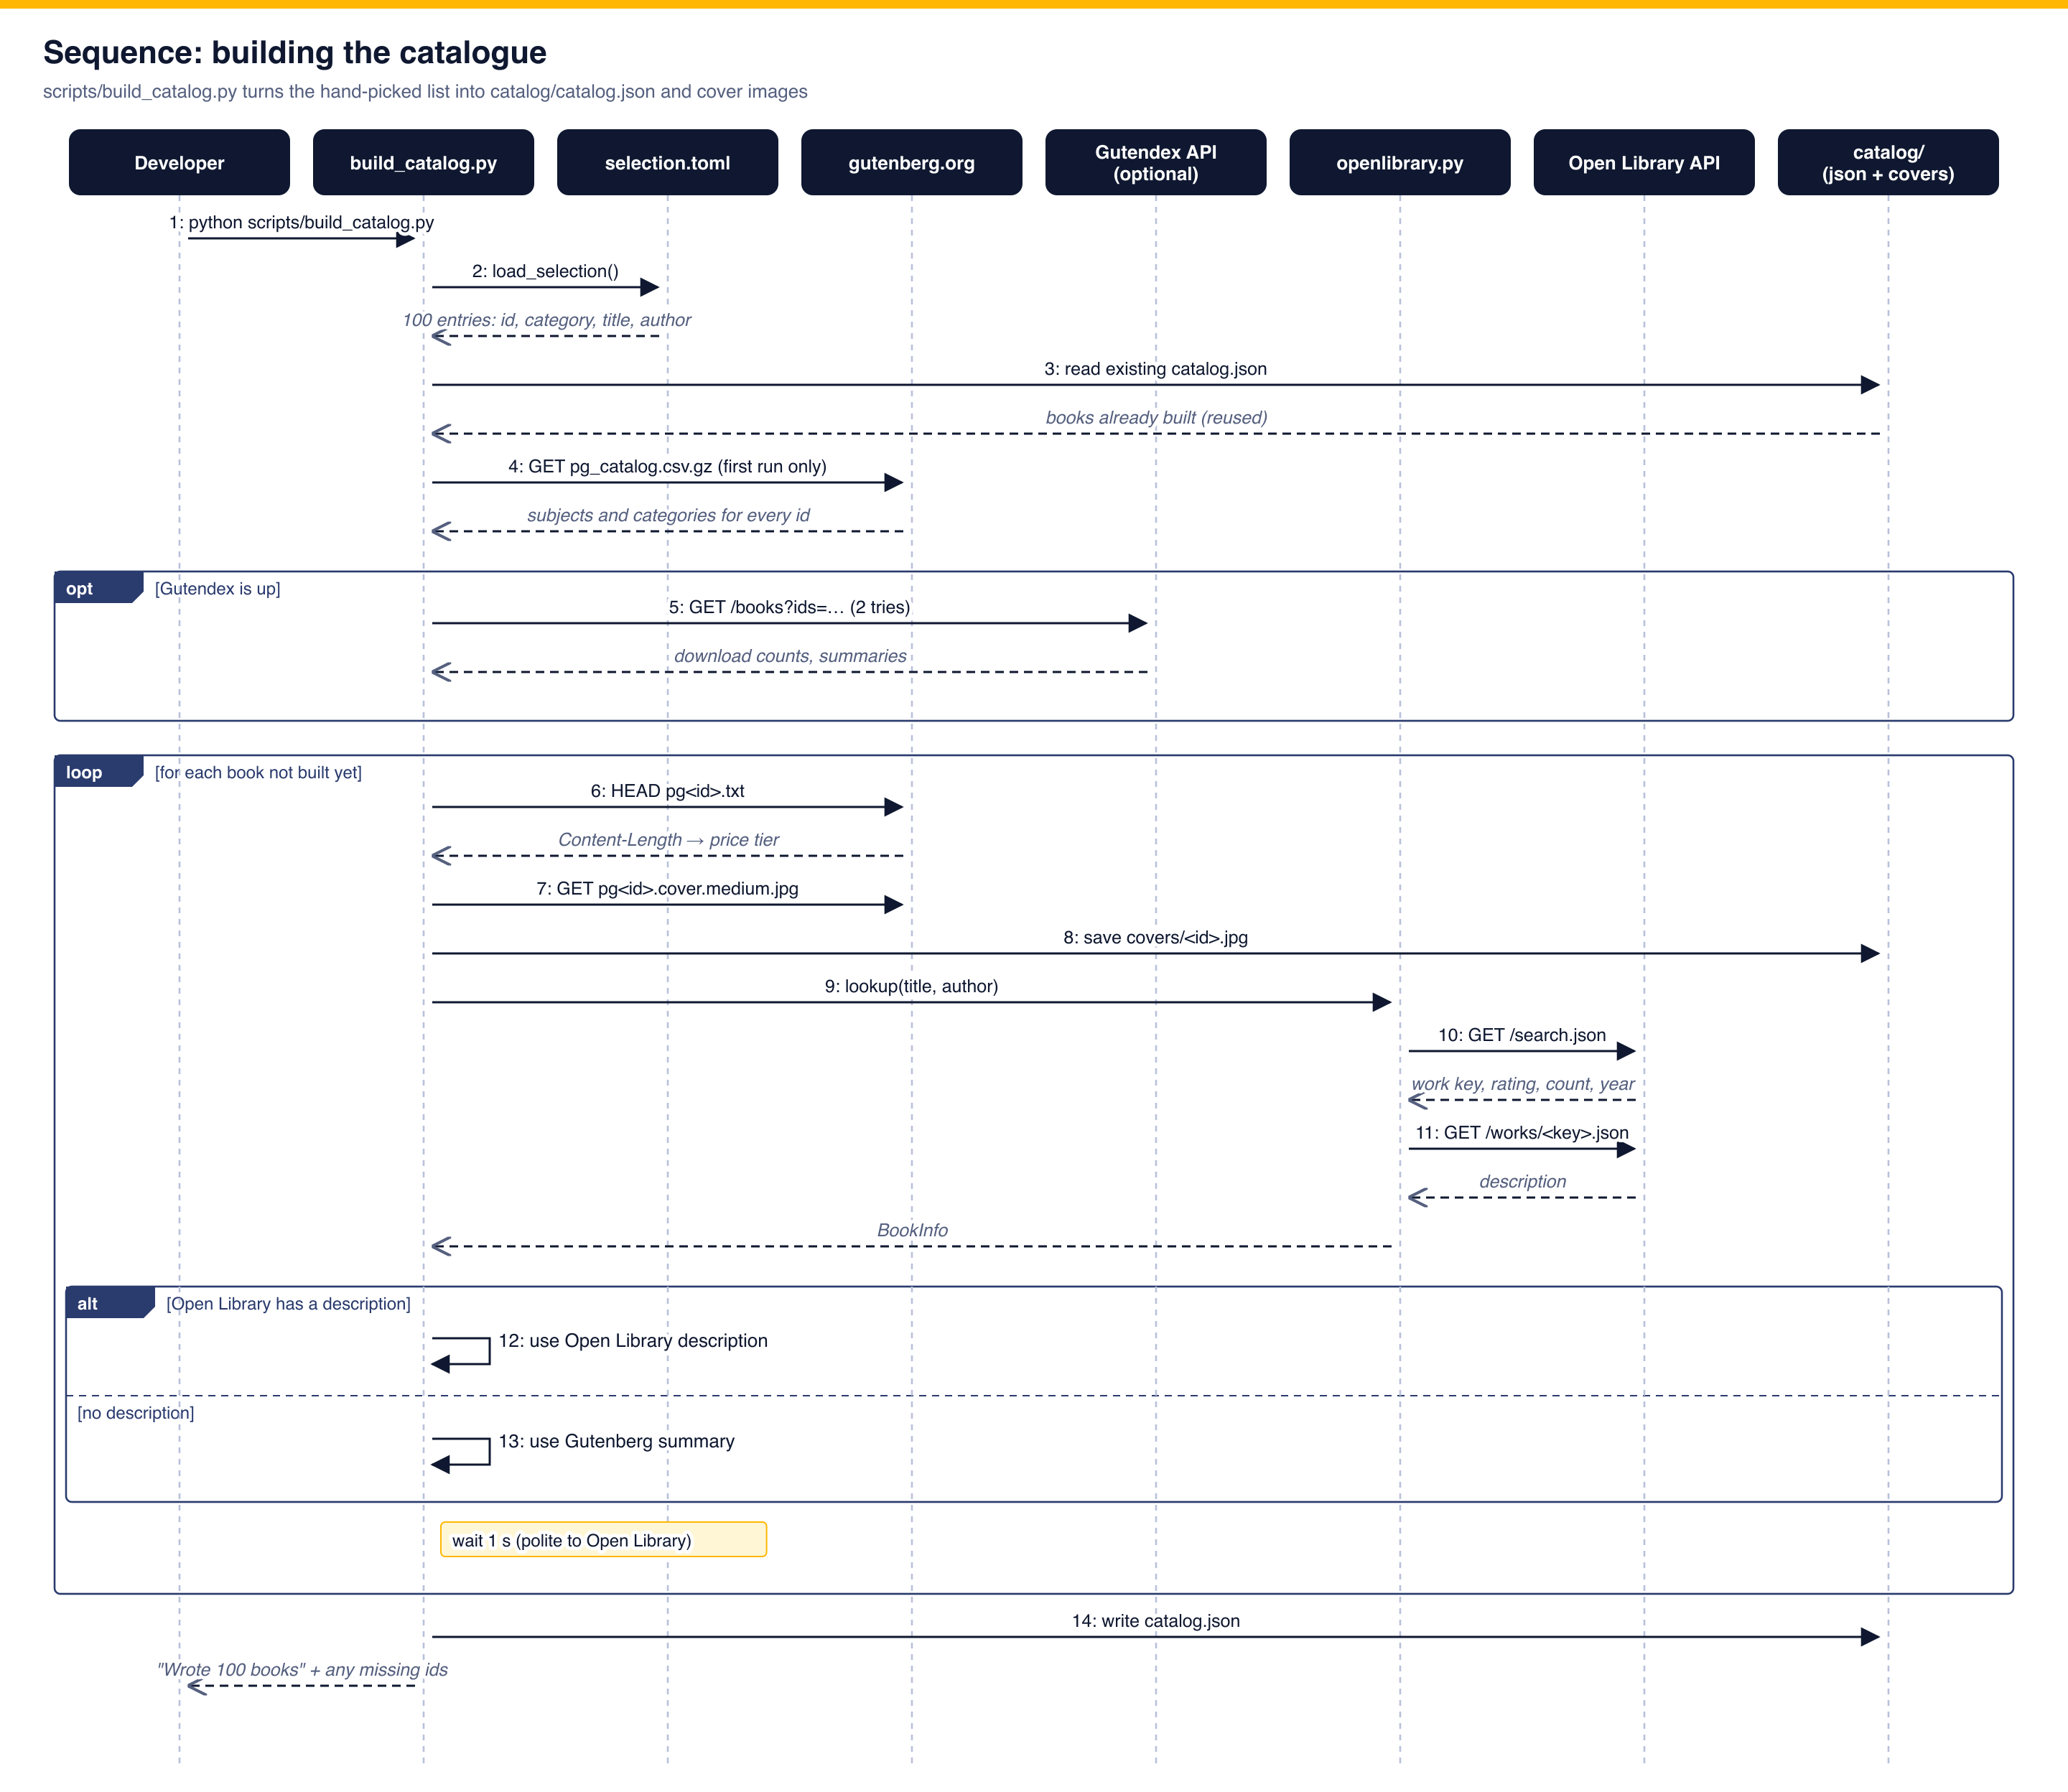 Sequence: building the catalogue
scripts/build_catalog.py turns the hand-picked list into catalog/catalog.json and cover images
Developer
build_catalog.py
selection.toml
gutenberg.org
Gutendex API
(optional)
openlibrary.py
Open Library API
catalog/
(json + covers)
1: python scripts/build_catalog.py
2: load_selection()
100 entries: id, category, title, author
3: read existing catalog.json
books already built (reused)
4: GET pg_catalog.csv.gz (first run only)
subjects and categories for every id
opt
[Gutendex is up]
5: GET /books?ids=… (2 tries)
download counts, summaries
loop
[for each book not built yet]
6: HEAD pg<id>.txt
Content-Length → price tier
7: GET pg<id>.cover.medium.jpg
8: save covers/<id>.jpg
9: lookup(title, author)
10: GET /search.json
work key, rating, count, year
11: GET /works/<key>.json
description
BookInfo
alt
[Open Library has a description]
12: use Open Library description
[no description]
13: use Gutenberg summary
wait 1 s (polite to Open Library)
14: write catalog.json
"Wrote 100 books" + any missing ids